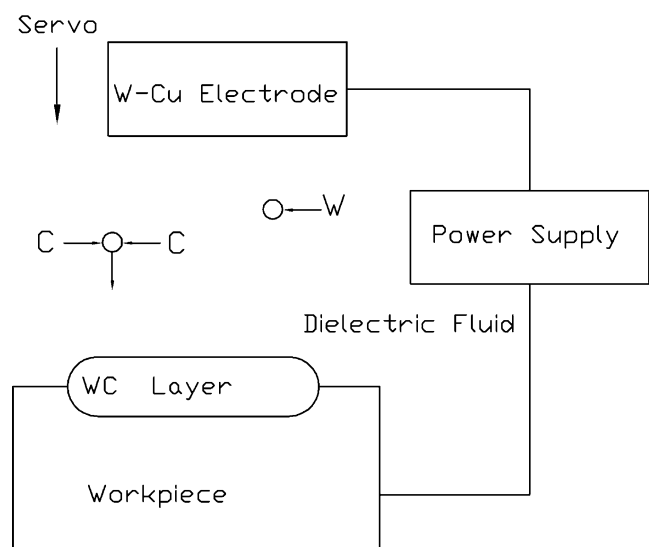 Servo
W-Cu Electrode
W
C C
Power Supply
Dielectric Fluid
WC Layer
Workpiece